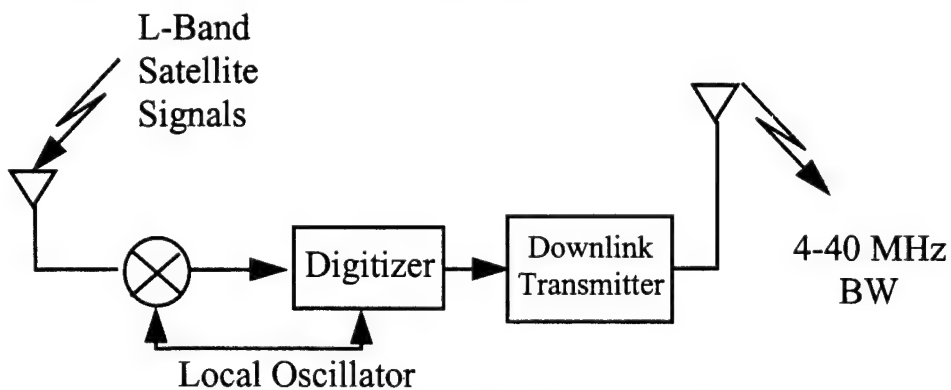 L-Band
Satellite
Signals
Digitizer
Downlink
Transmitter
4-40 MHz
BW
Local Oscillator